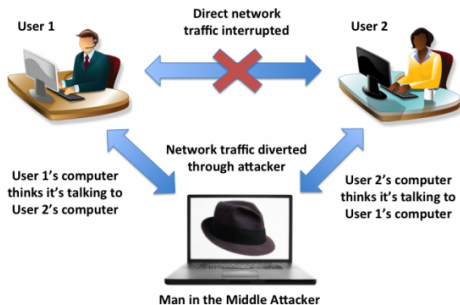 User 1
Direct network
traffic interrupted
User 2
Network traffic diverted
through attacker
User 1's computer
thinks it's talking to
User 2's computer
User 2's computer
thinks it's talking to
User 1's computer
Man in the Middle Attacker